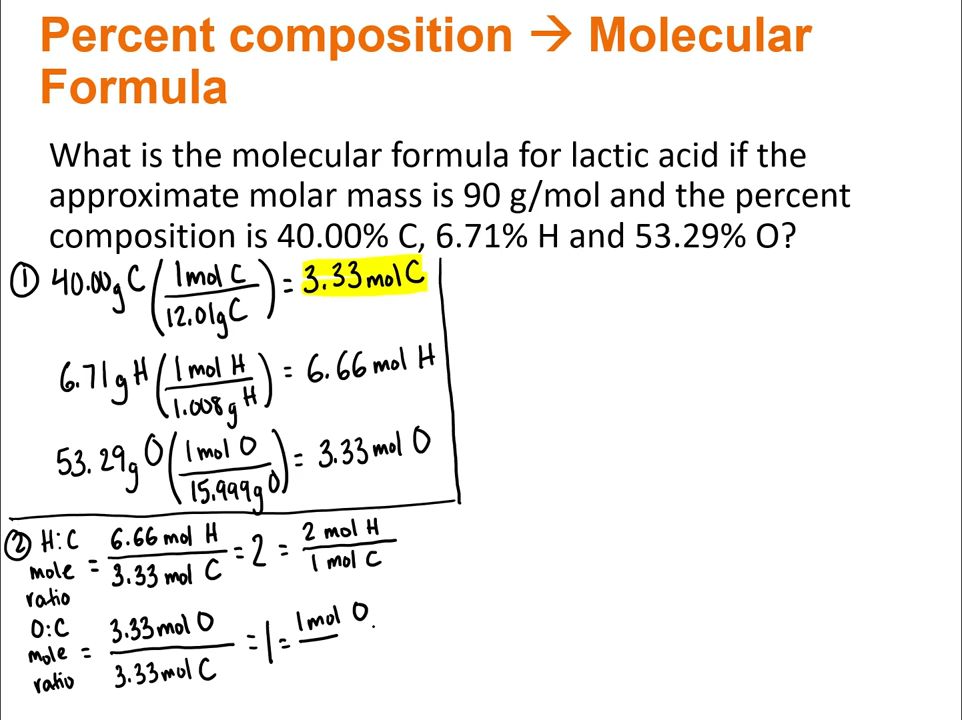 Percent composition → Molecular
Formula
What is the molecular formula for lactic acid if the
approximate molar mass is 90 g/mol and the percent
composition is 40.00% C, 6.71% H and 53.29% O?
① 40.00g C (1 mol C / 12.01g C) = 3.33 mol C
6.71 g H (1 mol H / 1.008 g H) = 6.66 mol H
53.29g O (1 mol O / 15.999g O) = 3.33 mol O
② H:C mole ratio = 6.66 mol H / 3.33 mol C = 2 = 2 mol H / 1 mol C
O:C mole ratio = 3.33 mol O / 3.33 mol C = 1 = 1 mol O